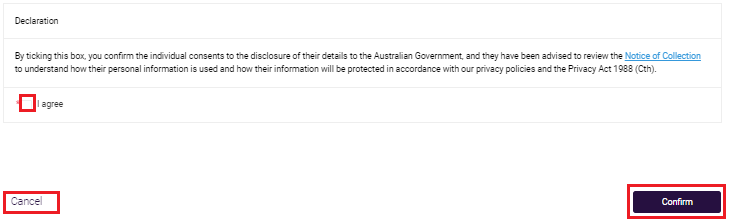 Declaration
By ticking this box, you confirm the individual consents to the disclosure of their details to the Australian Government, and they have been advised to review the Notice of Collection
to understand how their personal information is used and how their information will be protected in accordance with our privacy policies and the Privacy Act 1988 (Cth).
* I agree
Cancel
Confirm